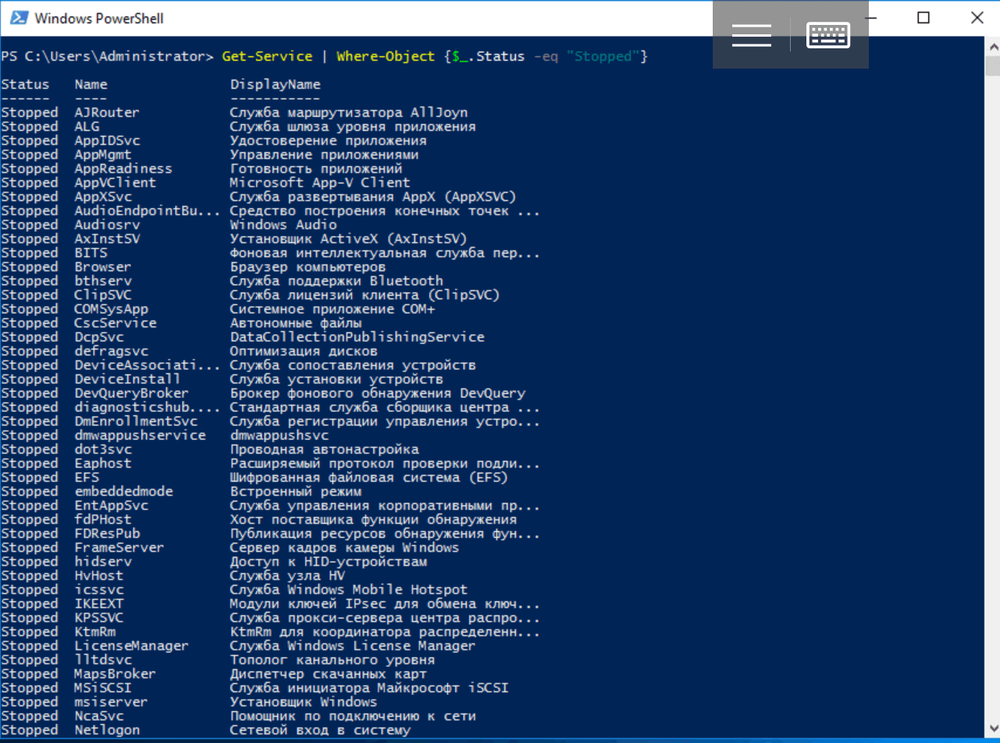 Windows PowerShell
PS C:\Users\Administrator> Get-Service | Where-Object {$_.Status -eq "Stopped"}
Status Name DisplayName
------ ---- -----------
Stopped AJRouter Служба маршрутизатора AllJoyn
Stopped ALG Служба шлюза уровня приложения
Stopped AppIDSvc Удостоверение приложения
Stopped AppMgmt Управление приложениями
Stopped AppReadiness Готовность приложений
Stopped AppVClient Microsoft App-V Client
Stopped AppXSvc Служба развертывания AppX (AppXSVC)
Stopped AudioEndpointBu... Средство построения конечных точек ...
Stopped Audiosrv Windows Audio
Stopped AxInstSV Установщик ActiveX (AxInstSV)
Stopped BITS Фоновая интеллектуальная служба пер...
Stopped Browser Браузер компьютеров
Stopped bthserv Служба поддержки Bluetooth
Stopped ClipSVC Служба лицензий клиента (ClipSVC)
Stopped COMSysApp Системное приложение COM+
Stopped CscService Автономные файлы
Stopped DcpSvc DataCollectionPublishingService
Stopped defragsvc Оптимизация дисков
Stopped DeviceAssociati... Служба сопоставления устройств
Stopped DeviceInstall Служба установки устройств
Stopped DevQueryBroker Брокер фонового обнаружения DevQuery
Stopped diagnosticshub.... Стандартная служба сборщика центра ...
Stopped DmEnrollmentSvc Служба регистрации управления устро...
Stopped dmwappushservice dmwappushsvc
Stopped dot3svc Проводная автонастройка
Stopped Eaphost Расширяемый протокол проверки подли...
Stopped EFS Шифрованная файловая система (EFS)
Stopped embeddedmode Встроенный режим
Stopped EntAppSvc Служба управления корпоративными пр...
Stopped fdPHost Хост поставщика функции обнаружения
Stopped FDResPub Публикация ресурсов обнаружения фун...
Stopped FrameServer Сервер кадров камеры Windows
Stopped hidserv Доступ к HID-устройствам
Stopped HvHost Служба узла HV
Stopped icssvc Служба Windows Mobile Hotspot
Stopped IKEEXT Модули ключей IPsec для обмена ключ...
Stopped KPSSVC Служба прокси-сервера центра распро...
Stopped KtmRm KtmRm для координатора распределенн...
Stopped LicenseManager Служба Windows License Manager
Stopped lltdsvc Тополог канального уровня
Stopped MapsBroker Диспетчер скачанных карт
Stopped MSiSCSI Служба инициатора Майкрософт iSCSI
Stopped msiserver Установщик Windows
Stopped NcaSvc Помощник по подключению к сети
Stopped Netlogon Сетевой вход в систему